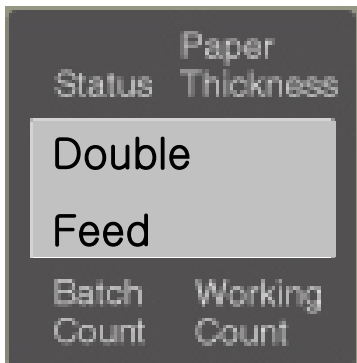 Paper
Status Thickness
Double
Feed
Batch Working
Count Count